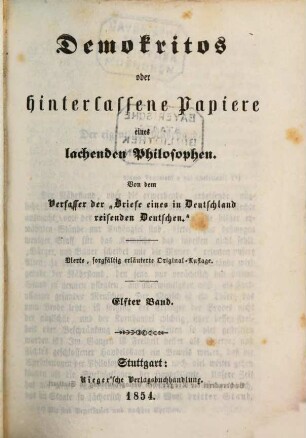 Demokritos
oder
hinterlassene Papiere
eines
lachenden Philosophen.
Von dem
Verfasser der „Briefe eines in Deutschland
reisenden Deutschen.“
Vierte, sorgfältig erläuterte Original-Auflage.
Elfter Band.
Stuttgart:
Rieger'sche Verlagsbuchhandlung.
1854.